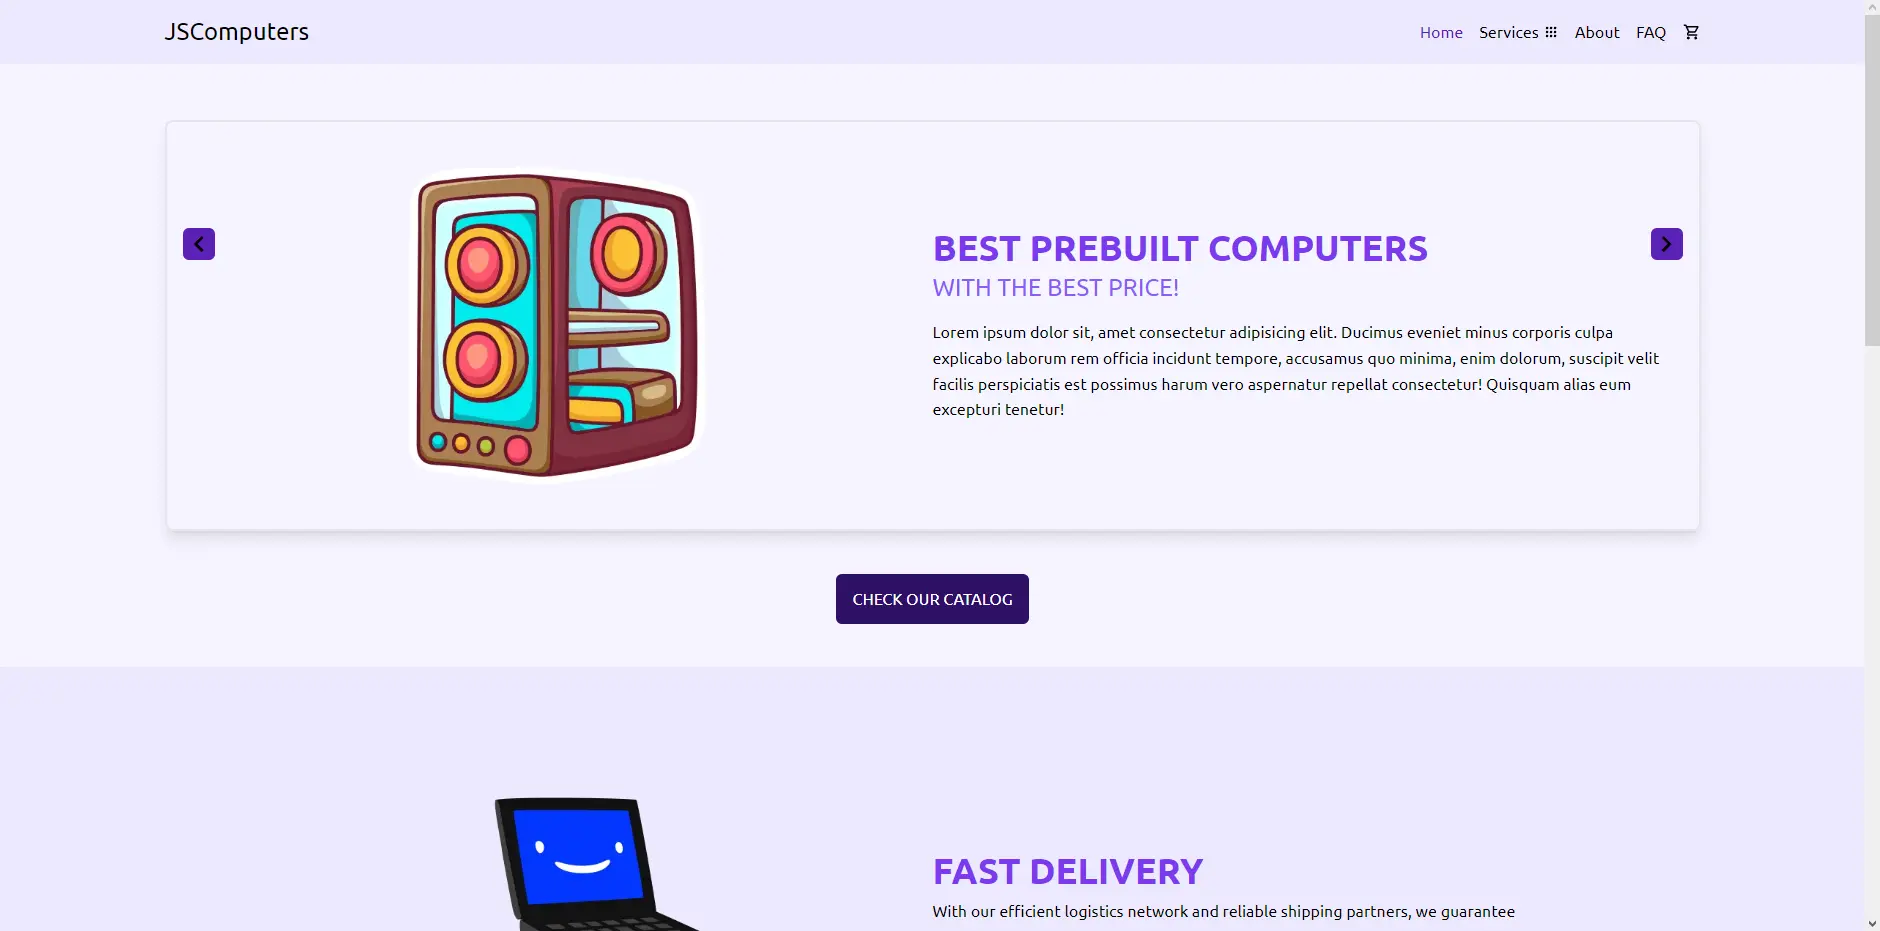 JSComputers
Home
Services
About
FAQ
BEST PREBUILT COMPUTERS
WITH THE BEST PRICE!
Lorem ipsum dolor sit, amet consectetur adipisicing elit. Ducimus eveniet minus corporis culpa
explicabo laborum rem officia incidunt tempore, accusamus quo minima, enim dolorum, suscipit velit
facilis perspiciatis est possimus harum vero aspernatur repellat consectetur! Quisquam alias eum
excepturi tenetur!
CHECK OUR CATALOG
FAST DELIVERY
With our efficient logistics network and reliable shipping partners, we guarantee